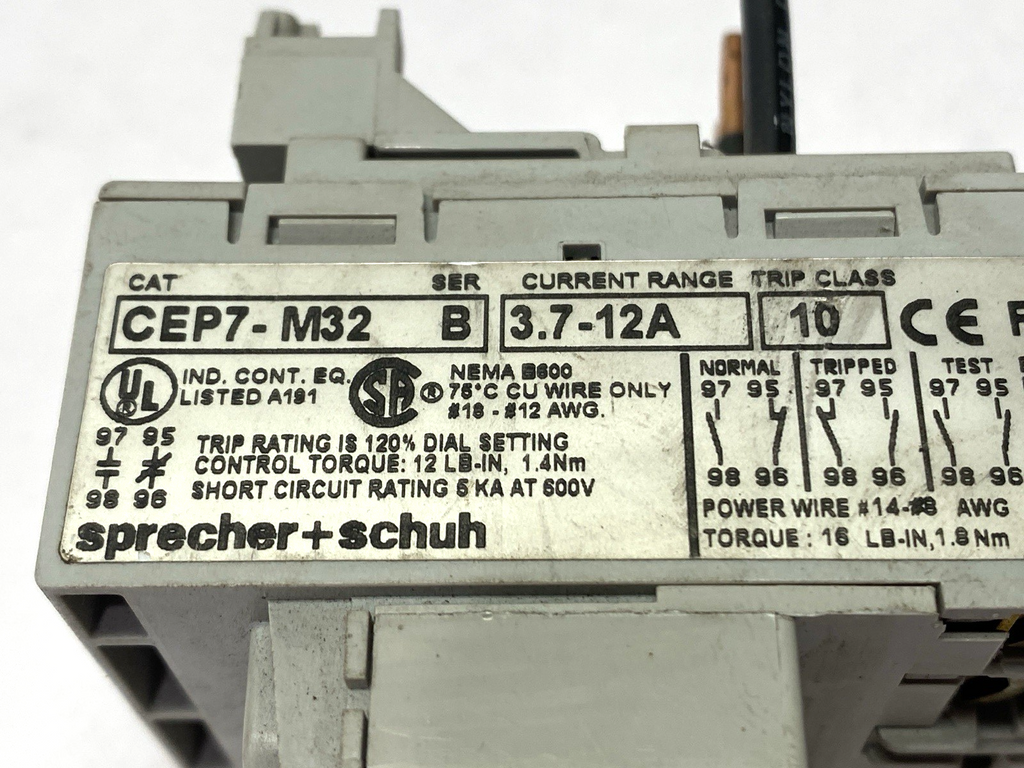 CAT SER CURRENT RANGE TRIP CLASS
CEP7-M32 B 3.7-12A 10 CE
UL IND. CONT. EQ. LISTED A191
SA ® NEMA B600
75°C CU WIRE ONLY
#18 - #12 AWG.
NORMAL TRIPPED TEST
97 95 97 95 97 95
98 96 98 96 98 96
97 95
98 96
TRIP RATING IS 120% DIAL SETTING
CONTROL TORQUE: 12 LB-IN, 1.4Nm
SHORT CIRCUIT RATING 5 KA AT 600V
POWER WIRE #14-#8 AWG
TORQUE: 16 LB-IN, 1.8Nm
sprecher+schuh